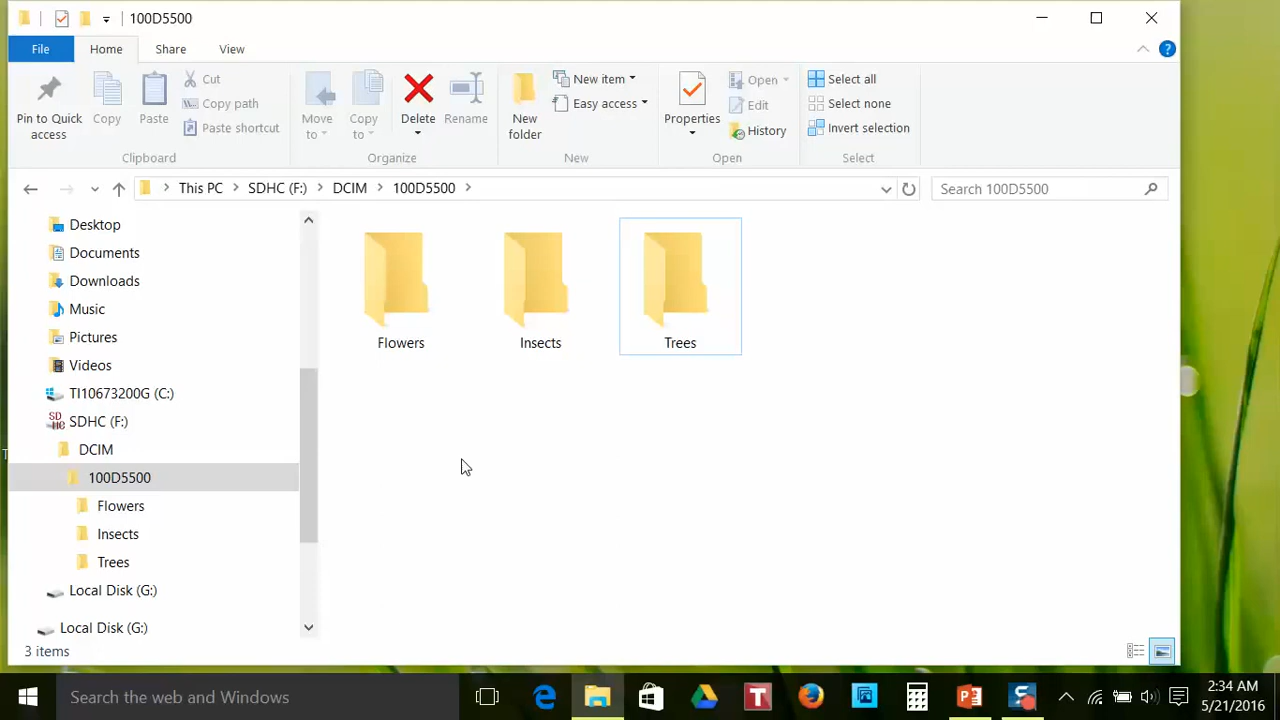 100D5500
File Home Share View
Pin to Quick access
Copy
Paste
Cut
Copy path
Paste shortcut
Clipboard
Move to
Copy to
Delete
Rename
Organize
New folder
New item
Easy access
New
Properties
Open
Edit
History
Open
Select all
Select none
Invert selection
Select
This PC SDHC (F:) DCIM 100D5500
Search 100D5500
Desktop
Documents
Downloads
Music
Pictures
Videos
TI10673200G (C:)
SDHC (F:)
DCIM
100D5500
Flowers
Insects
Trees
Local Disk (G:)
Local Disk (G:)
Flowers Insects Trees
3 items
Search the web and Windows
2:34 AM
5/21/2016